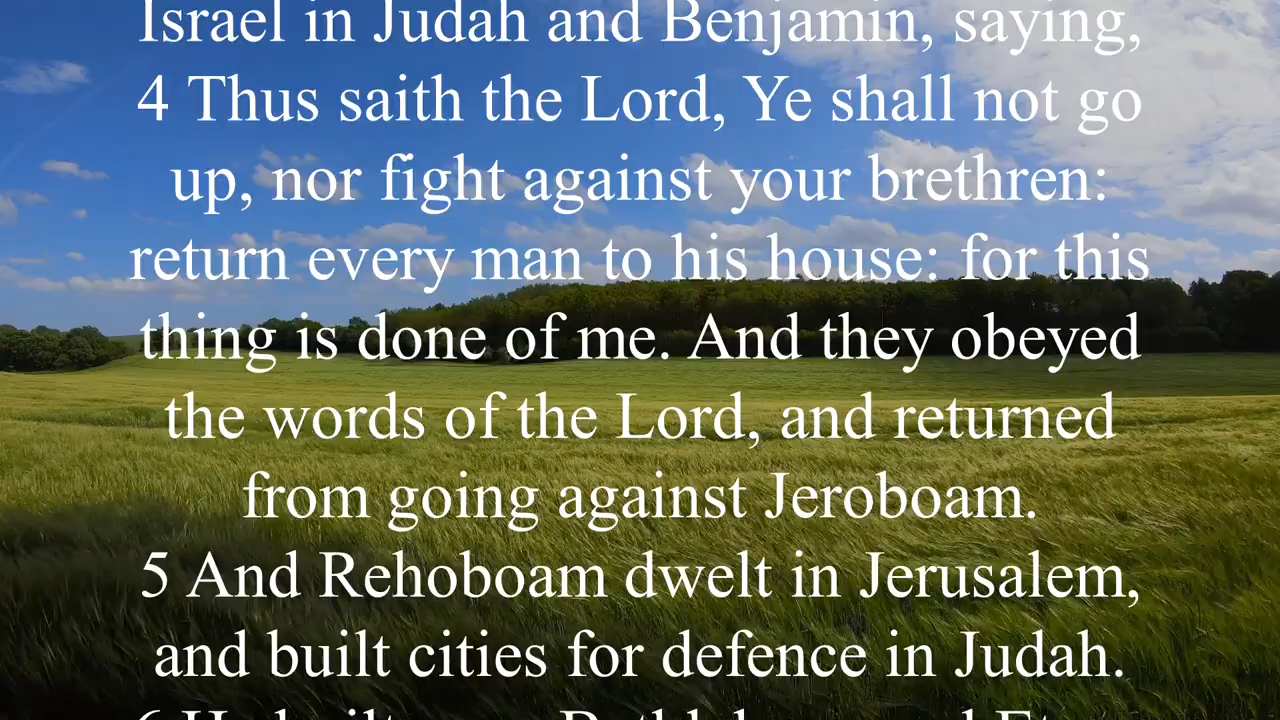 Israel in Judah and Benjamin, saying,
4 Thus saith the Lord, Ye shall not go
up, nor fight against your brethren:
return every man to his house: for this
thing is done of me. And they obeyed
the words of the Lord, and returned
from going against Jeroboam.
5 And Rehoboam dwelt in Jerusalem,
and built cities for defence in Judah.